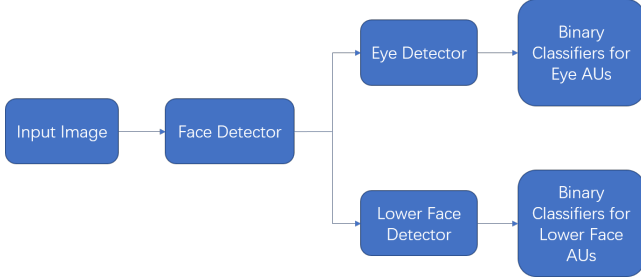 Input Image
Face Detector
Eye Detector
Binary
Classifiers for
Eye AUs
Lower Face
Detector
Binary
Classifiers for
Lower Face
AUs